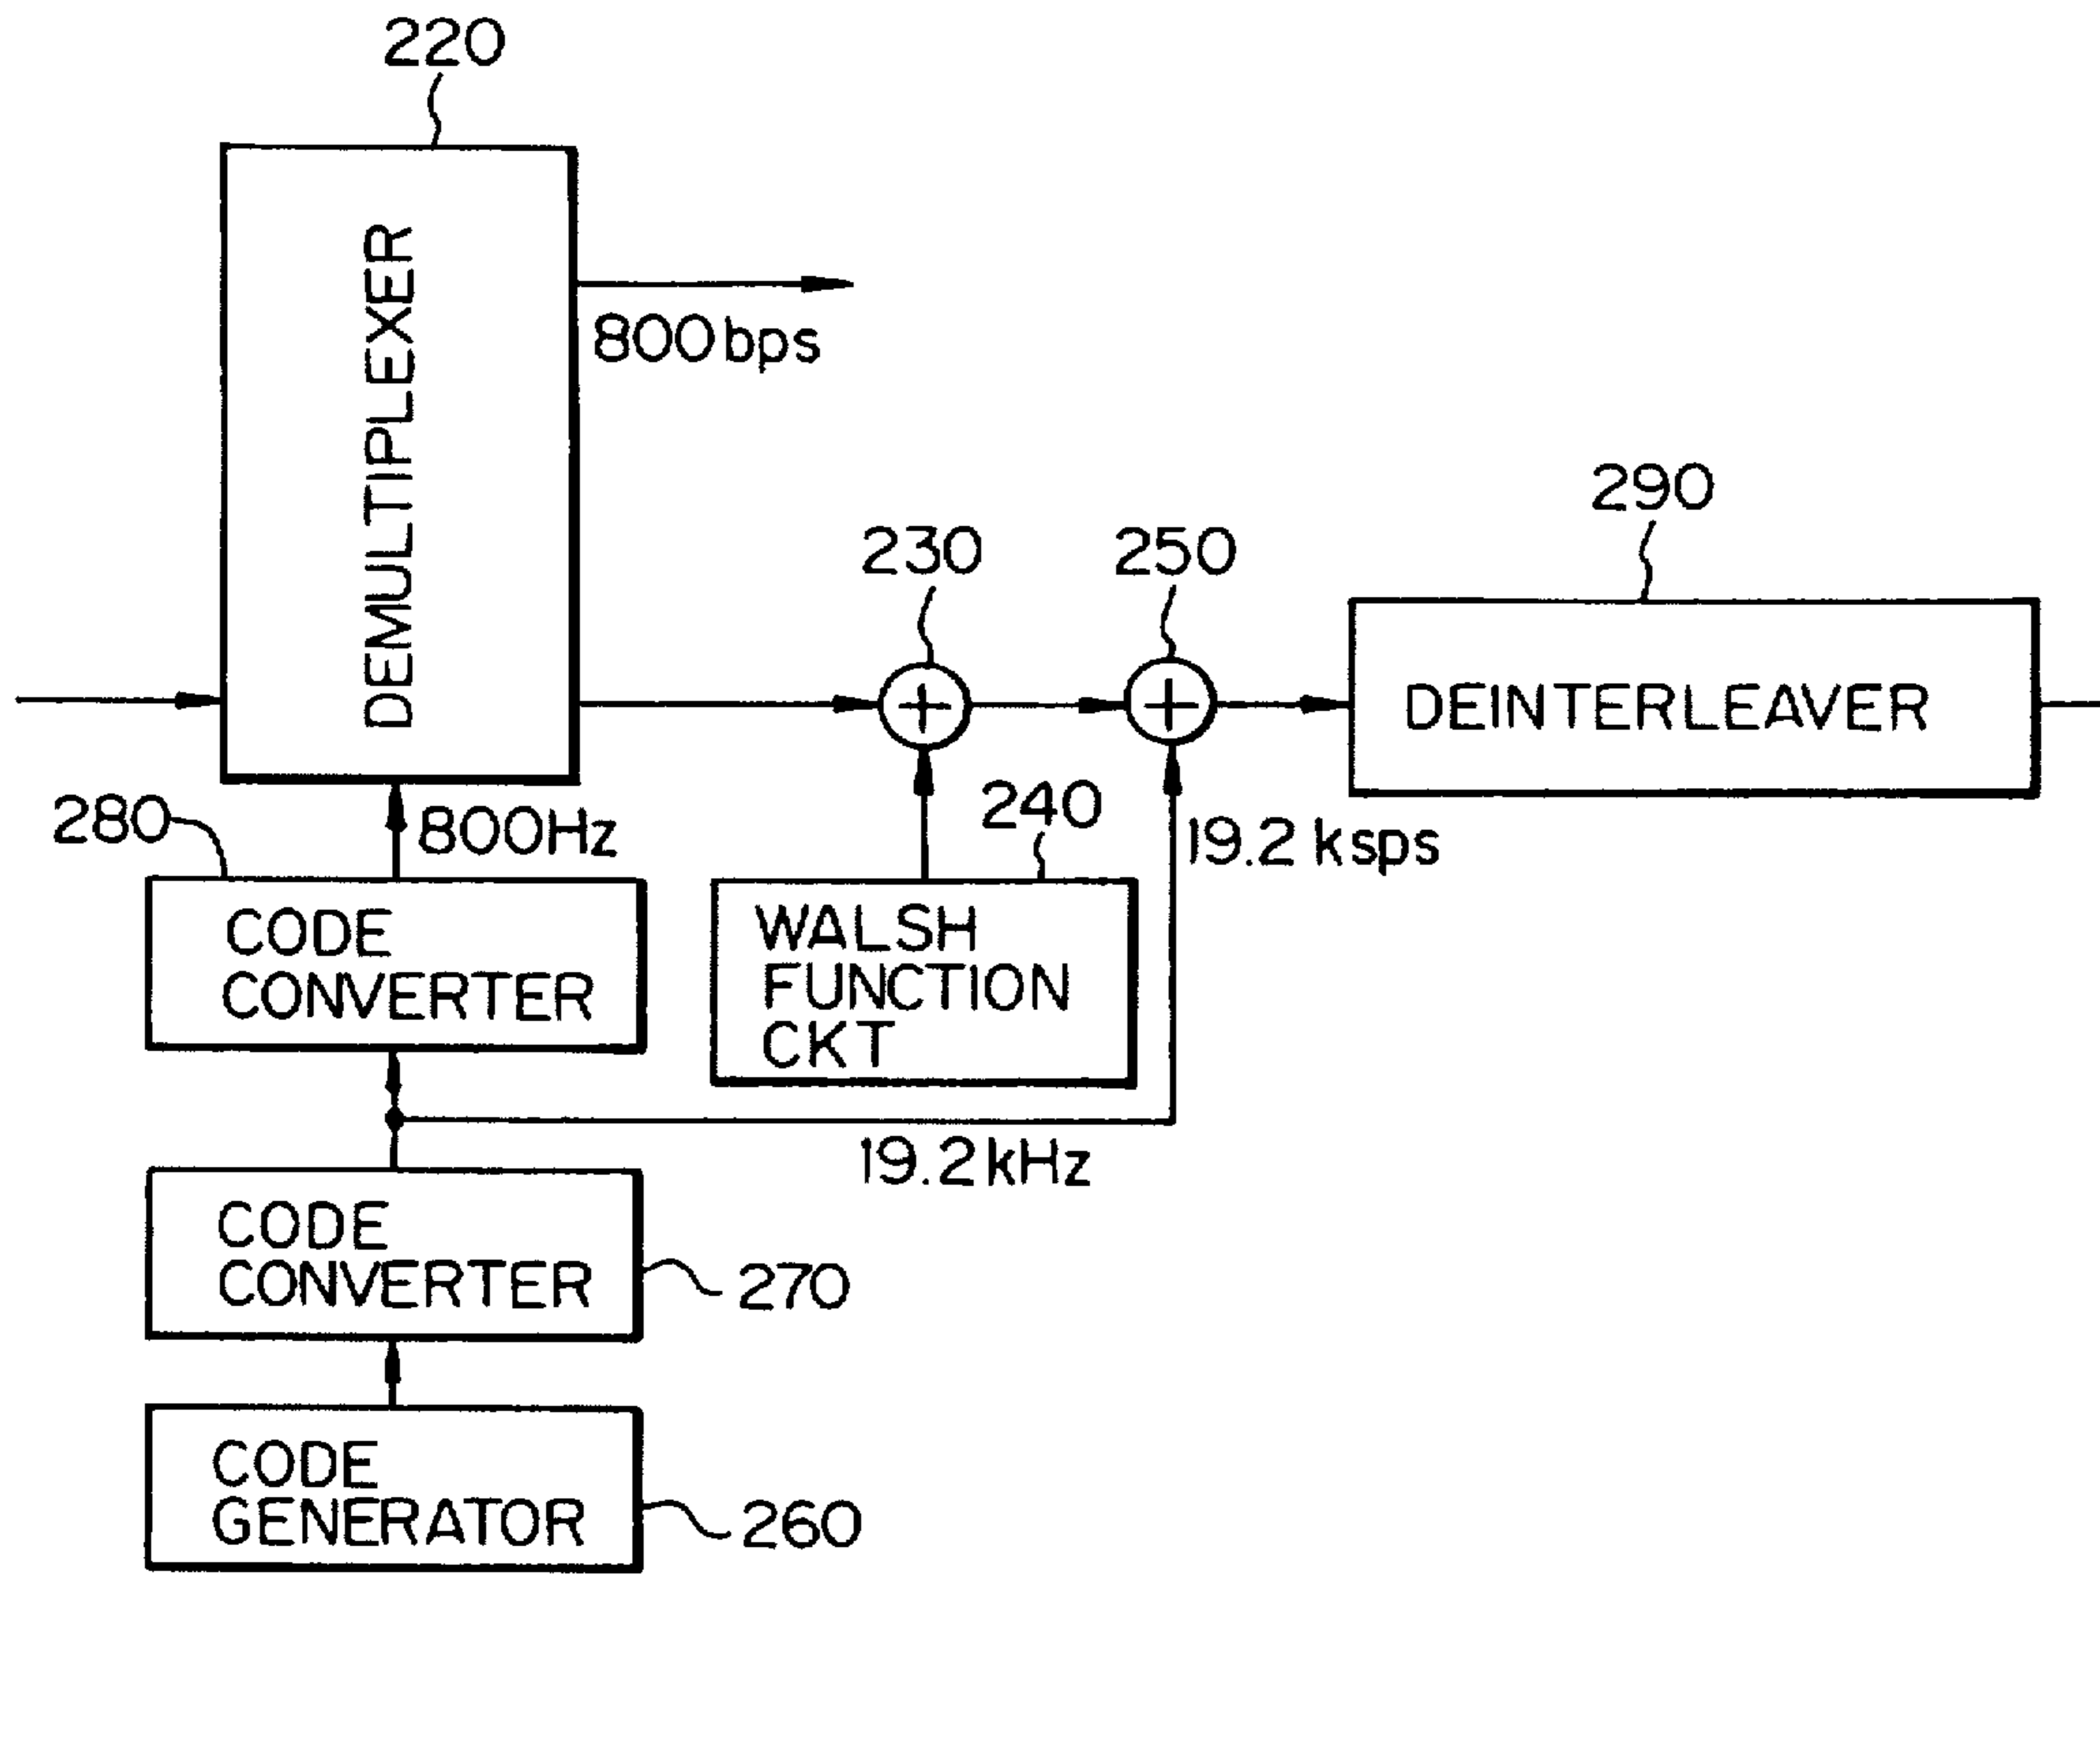 220
DEMULTIPLEXER
800bps
230
250
290
DEINTERLEAVER
280
800Hz
240
19.2 ksps
CODE
CONVERTER
WALSH
FUNCTION
CKT
19.2kHz
CODE
CONVERTER
270
CODE
GENERATOR
260